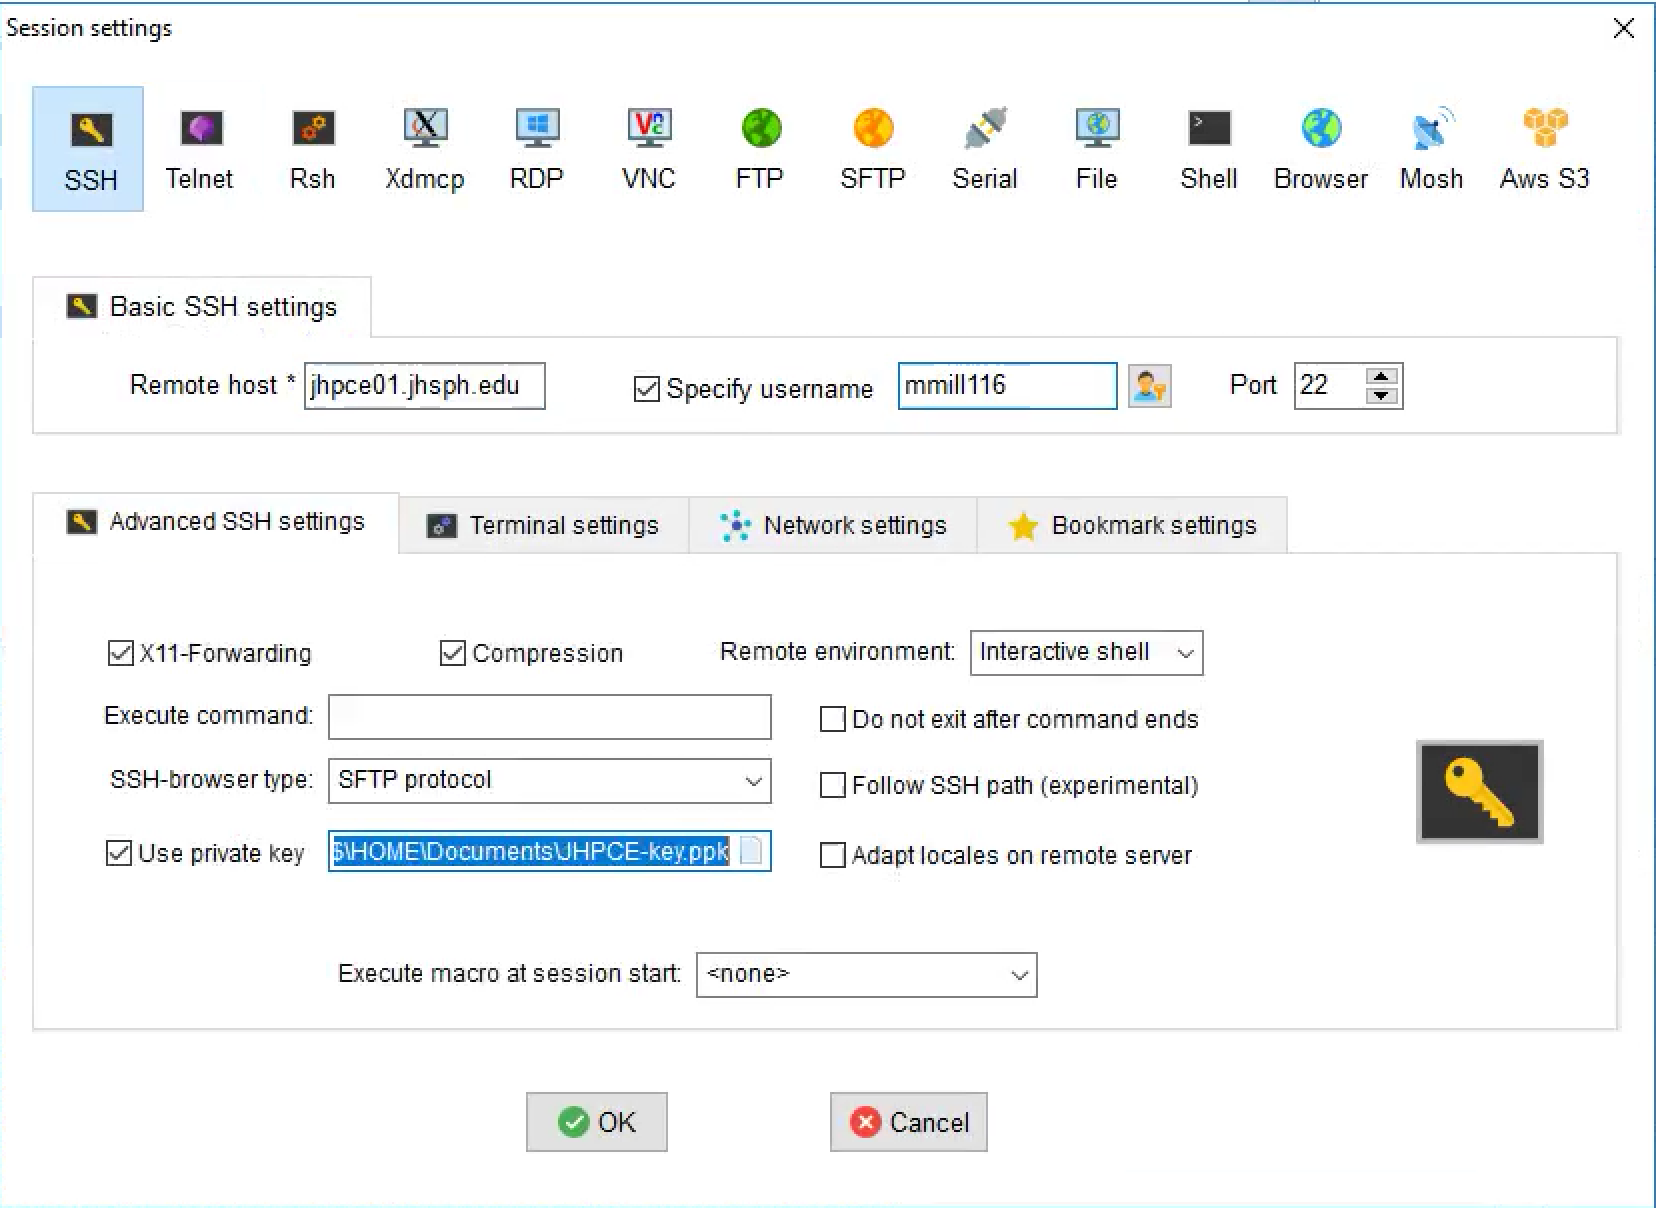 Session settings
SSH Telnet Rsh Xdmcp RDP VNC FTP SFTP Serial File Shell Browser Mosh Aws S3
Basic SSH settings
Remote host * jhpce01.jhsph.edu Specify username mmill116 Port 22
Advanced SSH settings Terminal settings Network settings Bookmark settings
X11-Forwarding Compression Remote environment: Interactive shell
Execute command: Do not exit after command ends
SSH-browser type: SFTP protocol Follow SSH path (experimental)
Use private key $\HOME\Documents\JHPCE-key.ppk Adapt locales on remote server
Execute macro at session start: <none>
OK Cancel